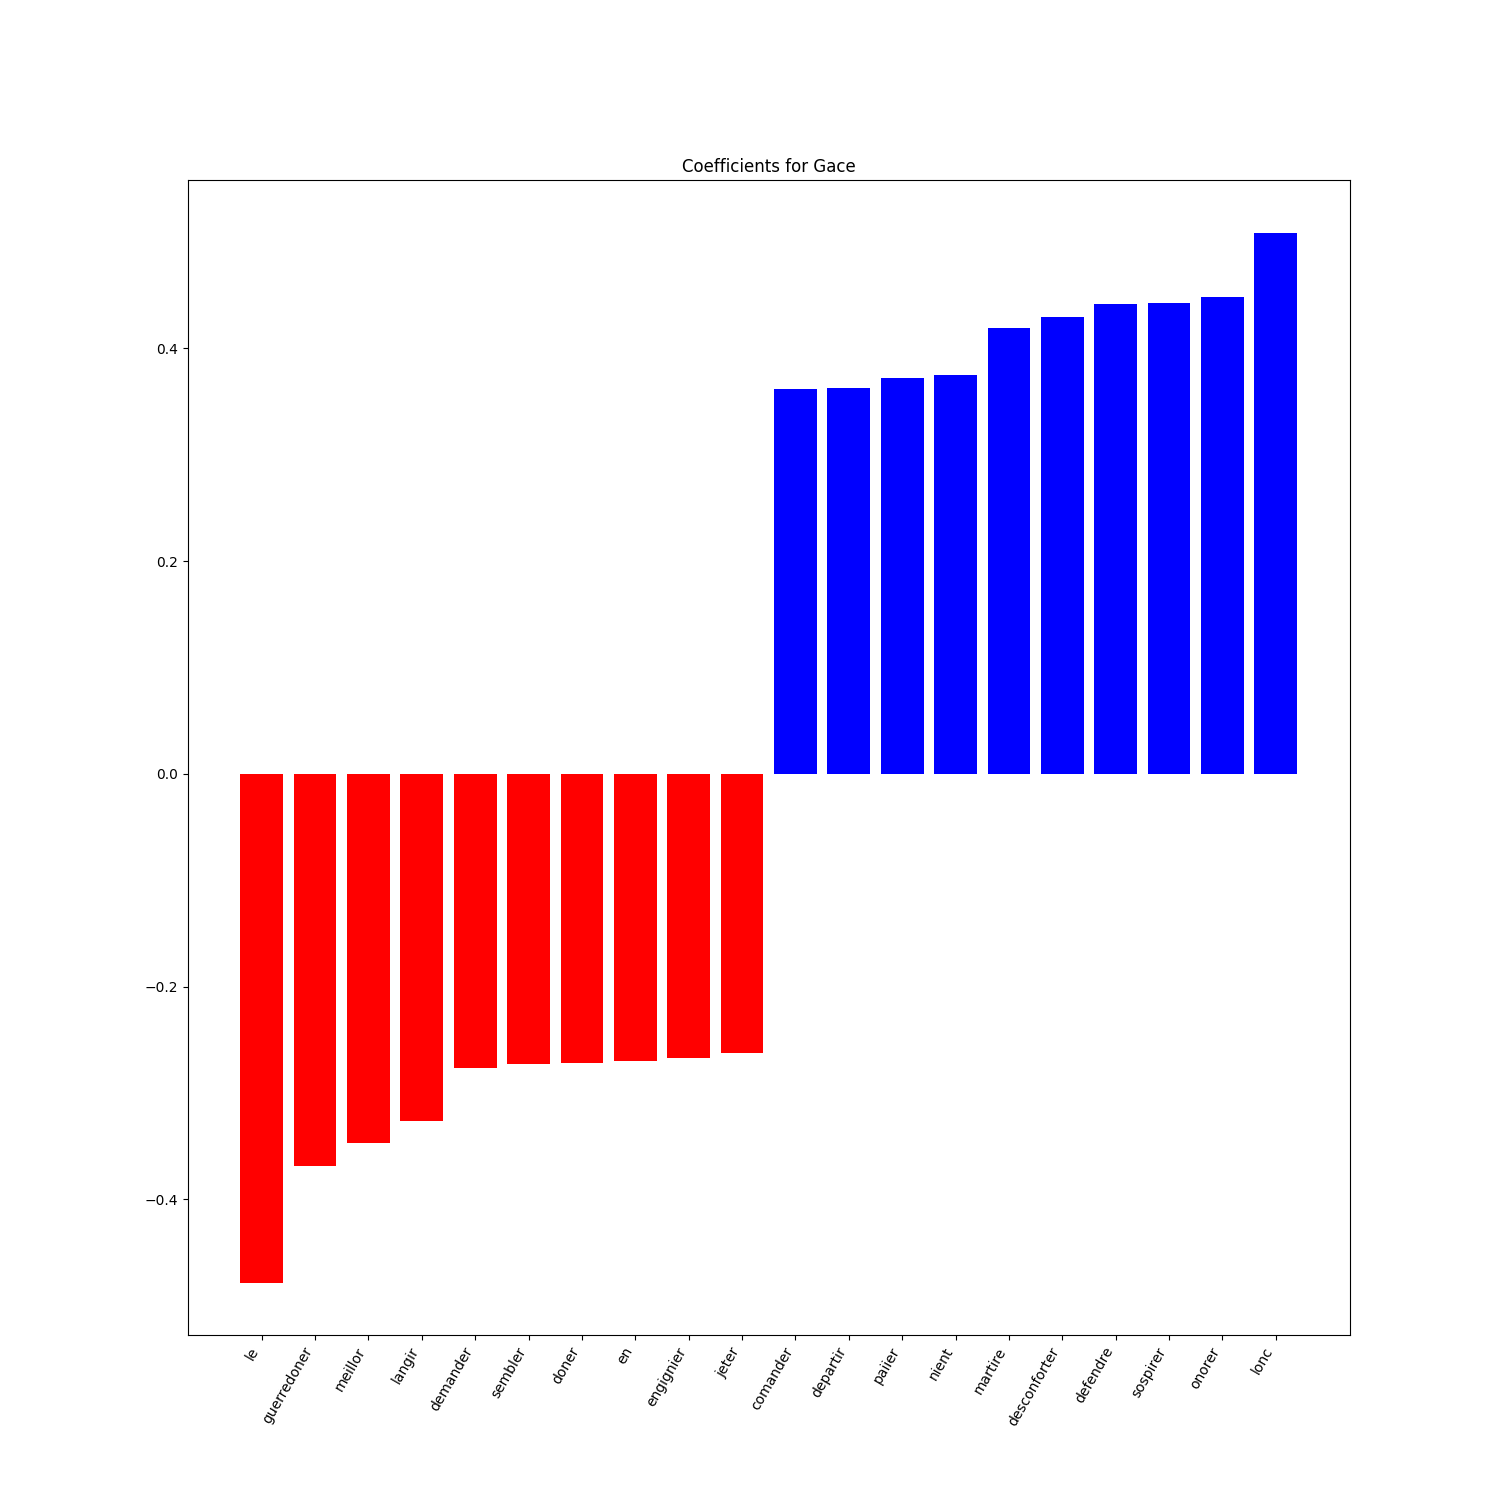 Coefficients for Gace
0.4
0.2
0.0
−0.2
−0.4
le
guerredoner
meillor
langir
demander
sembler
doner
en
engignier
jeter
comander
departir
paiier
nient
martire
desconforter
defendre
sospirer
onorer
lonc